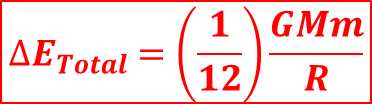 ΔE_Total = (1/12) GMm/R